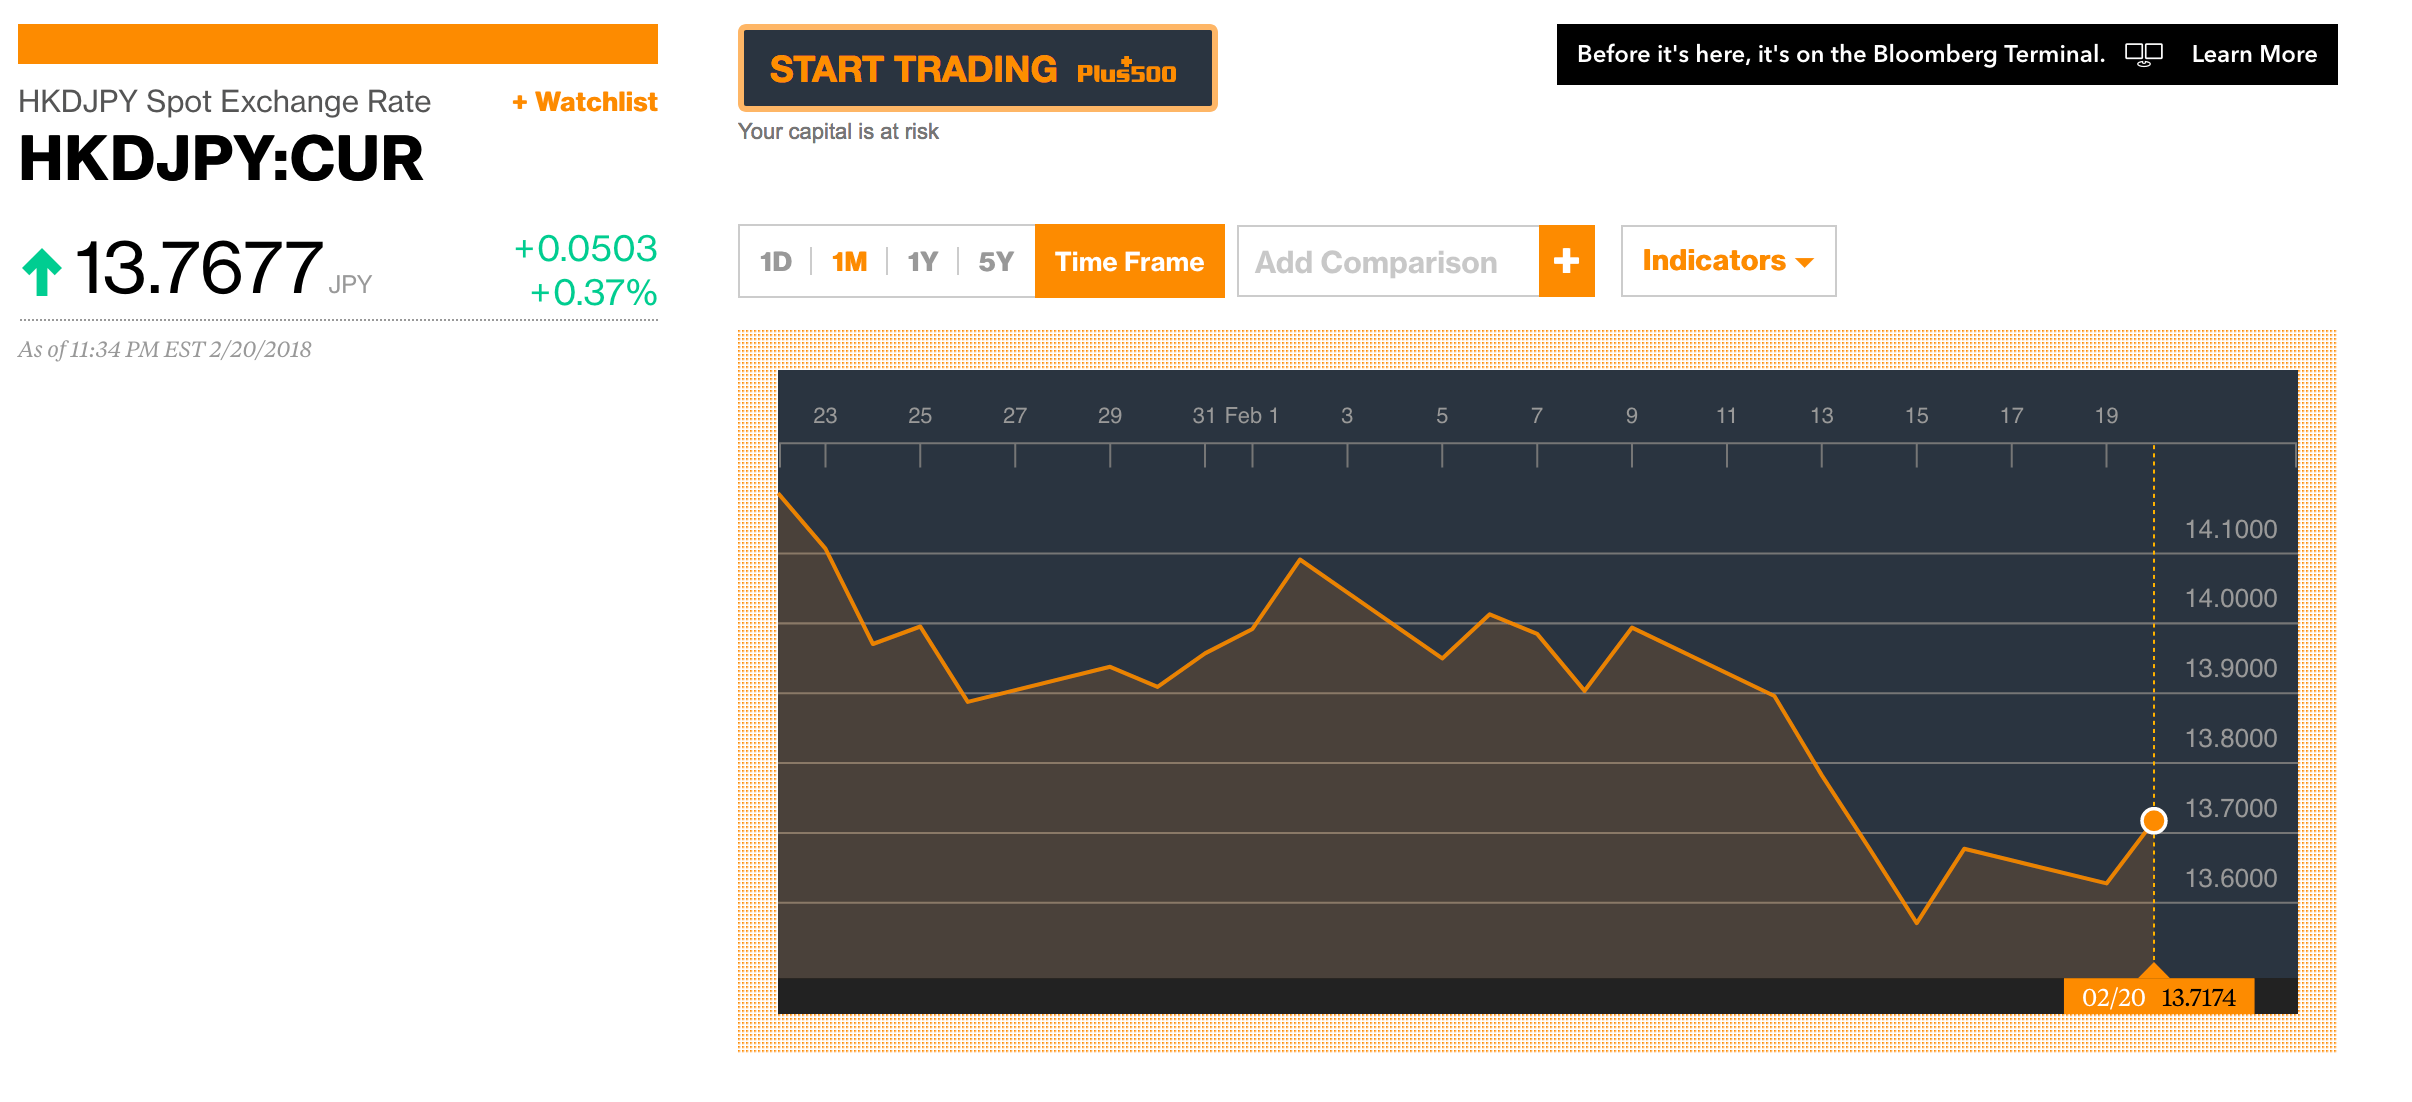 HKDJPY Spot Exchange Rate
+ Watchlist
HKDJPY:CUR
13.7677 JPY
+0.0503
+0.37%
As of 11:34 PM EST 2/20/2018
START TRADING Plus500
Your capital is at risk
Before it's here, it's on the Bloomberg Terminal. Learn More
1D 1M 1Y 5Y Time Frame
Add Comparison +
Indicators
23 25 27 29 31 Feb 1 3 5 7 9 11 13 15 17 19
14.1000
14.0000
13.9000
13.8000
13.7000
13.6000
02/20 13.7174